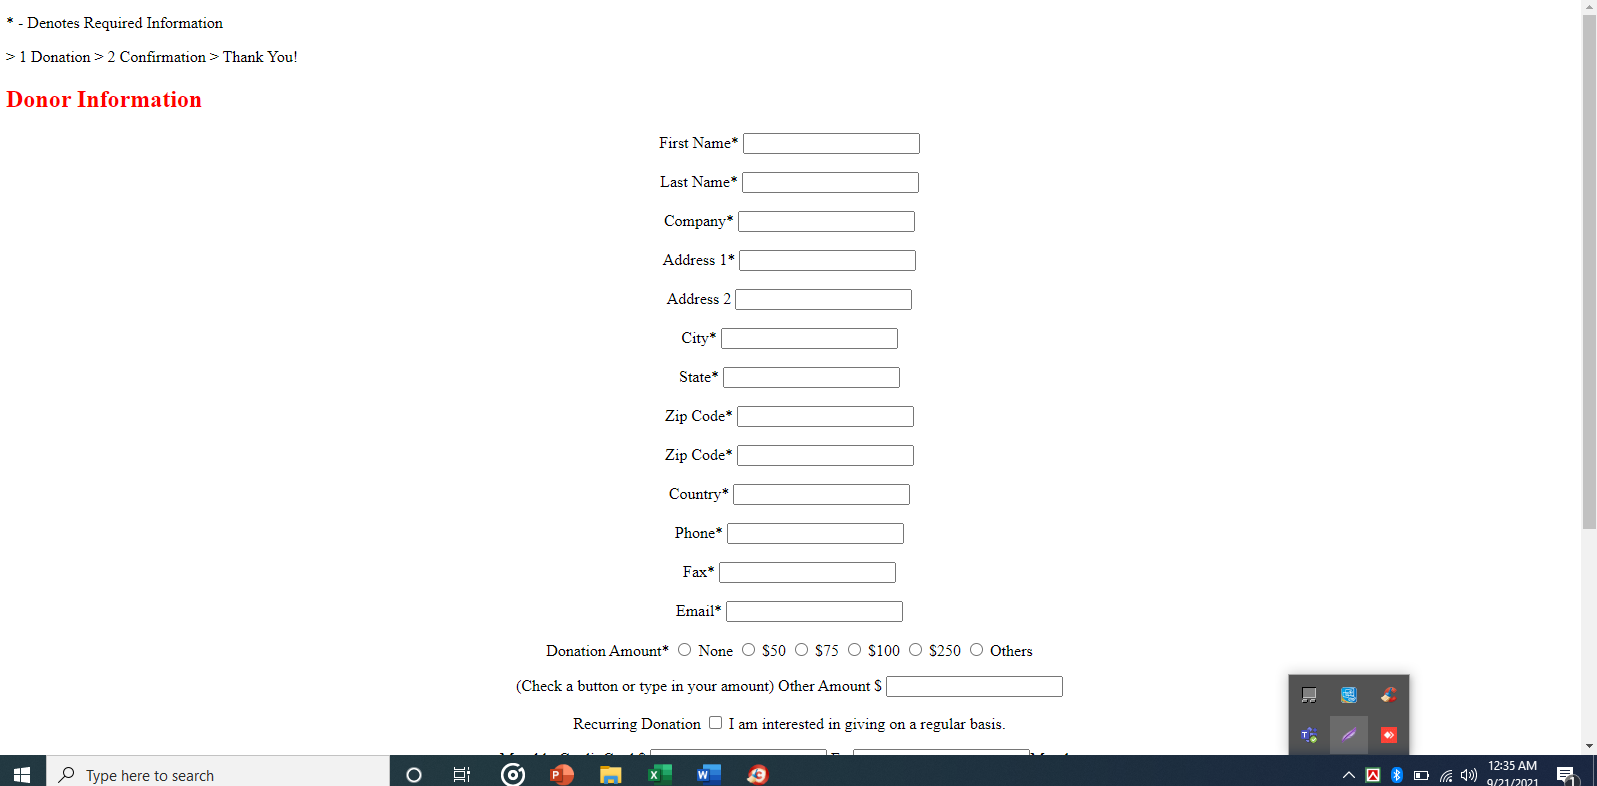 * - Denotes Required Information
> 1 Donation > 2 Confirmation > Thank You!
Donor Information
First Name*
Last Name*
Company*
Address 1*
Address 2
City*
State*
Zip Code*
Zip Code*
Country*
Phone*
Fax*
Email*
Donation Amount* None $50 $75 $100 $250 Others
(Check a button or type in your amount) Other Amount $
Recurring Donation I am interested in giving on a regular basis.
Type here to search
12:35 AM
9/21/2021